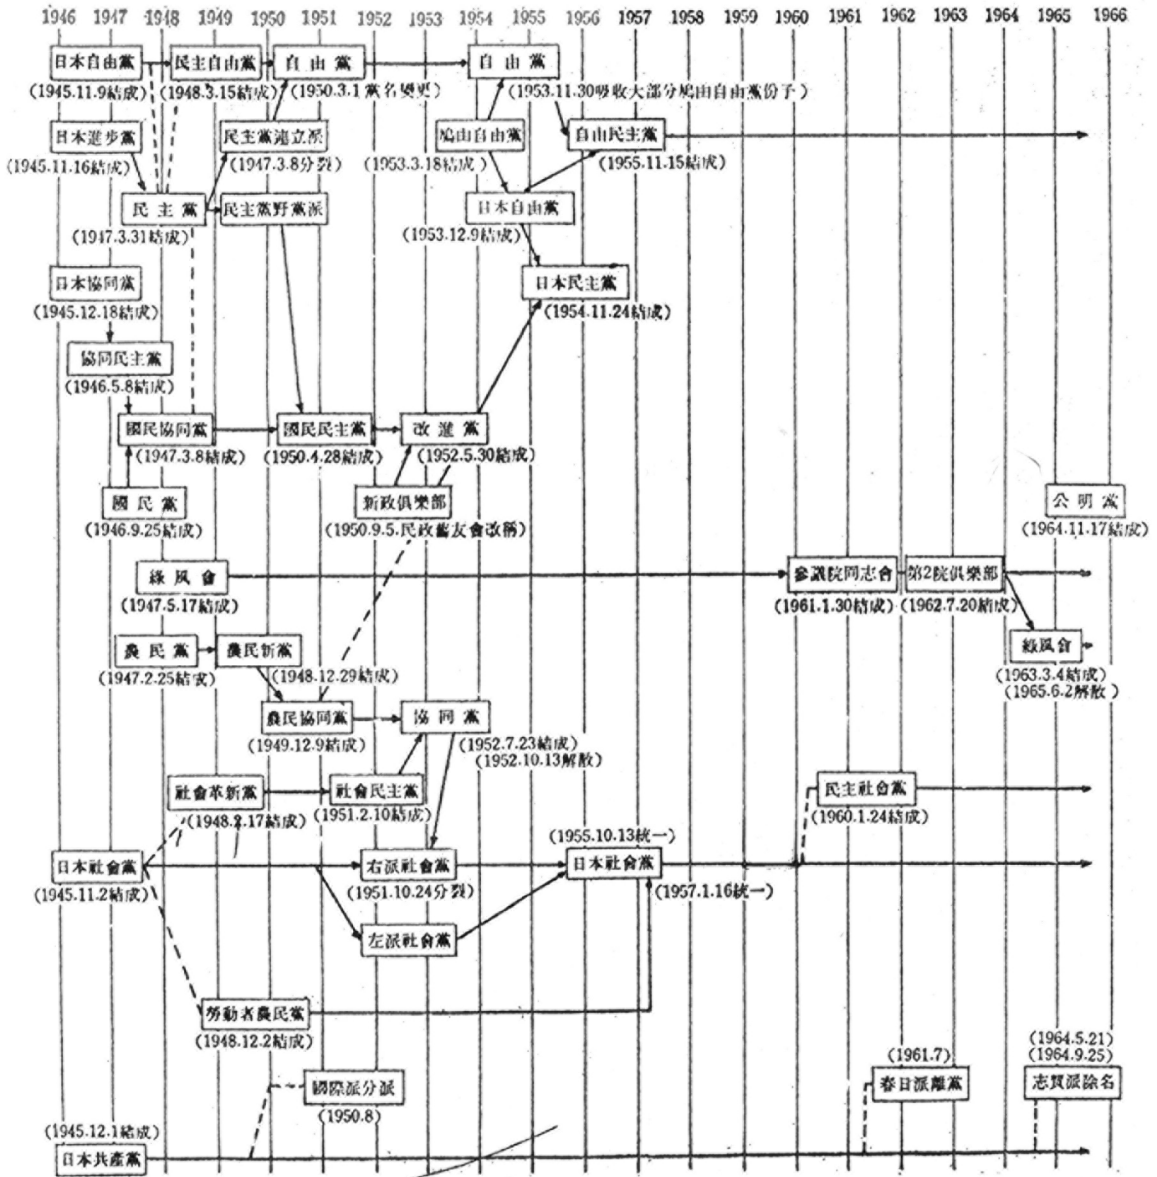 1946 1947 1948 1949 1950 1951 1952 1953 1954 1955 1956 1957 1958 1959 1960 1961 1962 1963 1964 1965 1966
日本自由黨
民主自由黨
自由黨
自由黨
(1945.11.9結成)
(1948.3.15結成)
(1950.3.1黨名變更)
(1953.11.30吸收大部分鳩由自由黨份子)
日本進步黨
民主黨連立派
鳩由自由黨
自由民主黨
(1945.11.16結成)
(1947.3.8分裂)
(1953.3.18結成)
(1955.11.15結成)
民主黨
民主黨野黨派
日本自由黨
(1947.3.31結成)
(1953.12.9結成)
日本協同黨
日本民主黨
(1945.12.18結成)
(1954.11.24結成)
協同民主黨
(1946.5.8結成)
國民協同黨
國民民主黨
改進黨
(1947.3.8結成)
(1950.4.28結成)
(1952.5.30結成)
國民黨
新政俱樂部
公明黨
(1946.9.25結成)
(1950.9.5.民政舊友會改稱)
(1964.11.17結成)
綠風會
參議院同志會
第2院俱樂部
(1947.5.17結成)
(1961.1.30結成)
(1962.7.20結成)
農民黨
農民新黨
綠風會
(1947.2.25結成)
(1948.12.29結成)
(1963.3.4結成)
(1965.6.2解散)
農民協同黨
協同黨
(1949.12.9結成)
(1952.7.23結成)
(1952.10.13解散)
社會革新黨
社會民主黨
民主社會黨
(1948.2.17結成)
(1951.2.10結成)
(1960.1.24結成)
(1955.10.13統一)
日本社會黨
右派社會黨
日本社會黨
(1945.11.2結成)
(1951.10.24分裂)
(1957.1.16統一)
左派社會黨
勞動者農民黨
(1948.12.2結成)
(1961.7)
(1964.5.21)
(1964.9.25)
國際派分派
春日派離黨
志賀派除名
(1950.8)
(1945.12.1結成)
日本共產黨